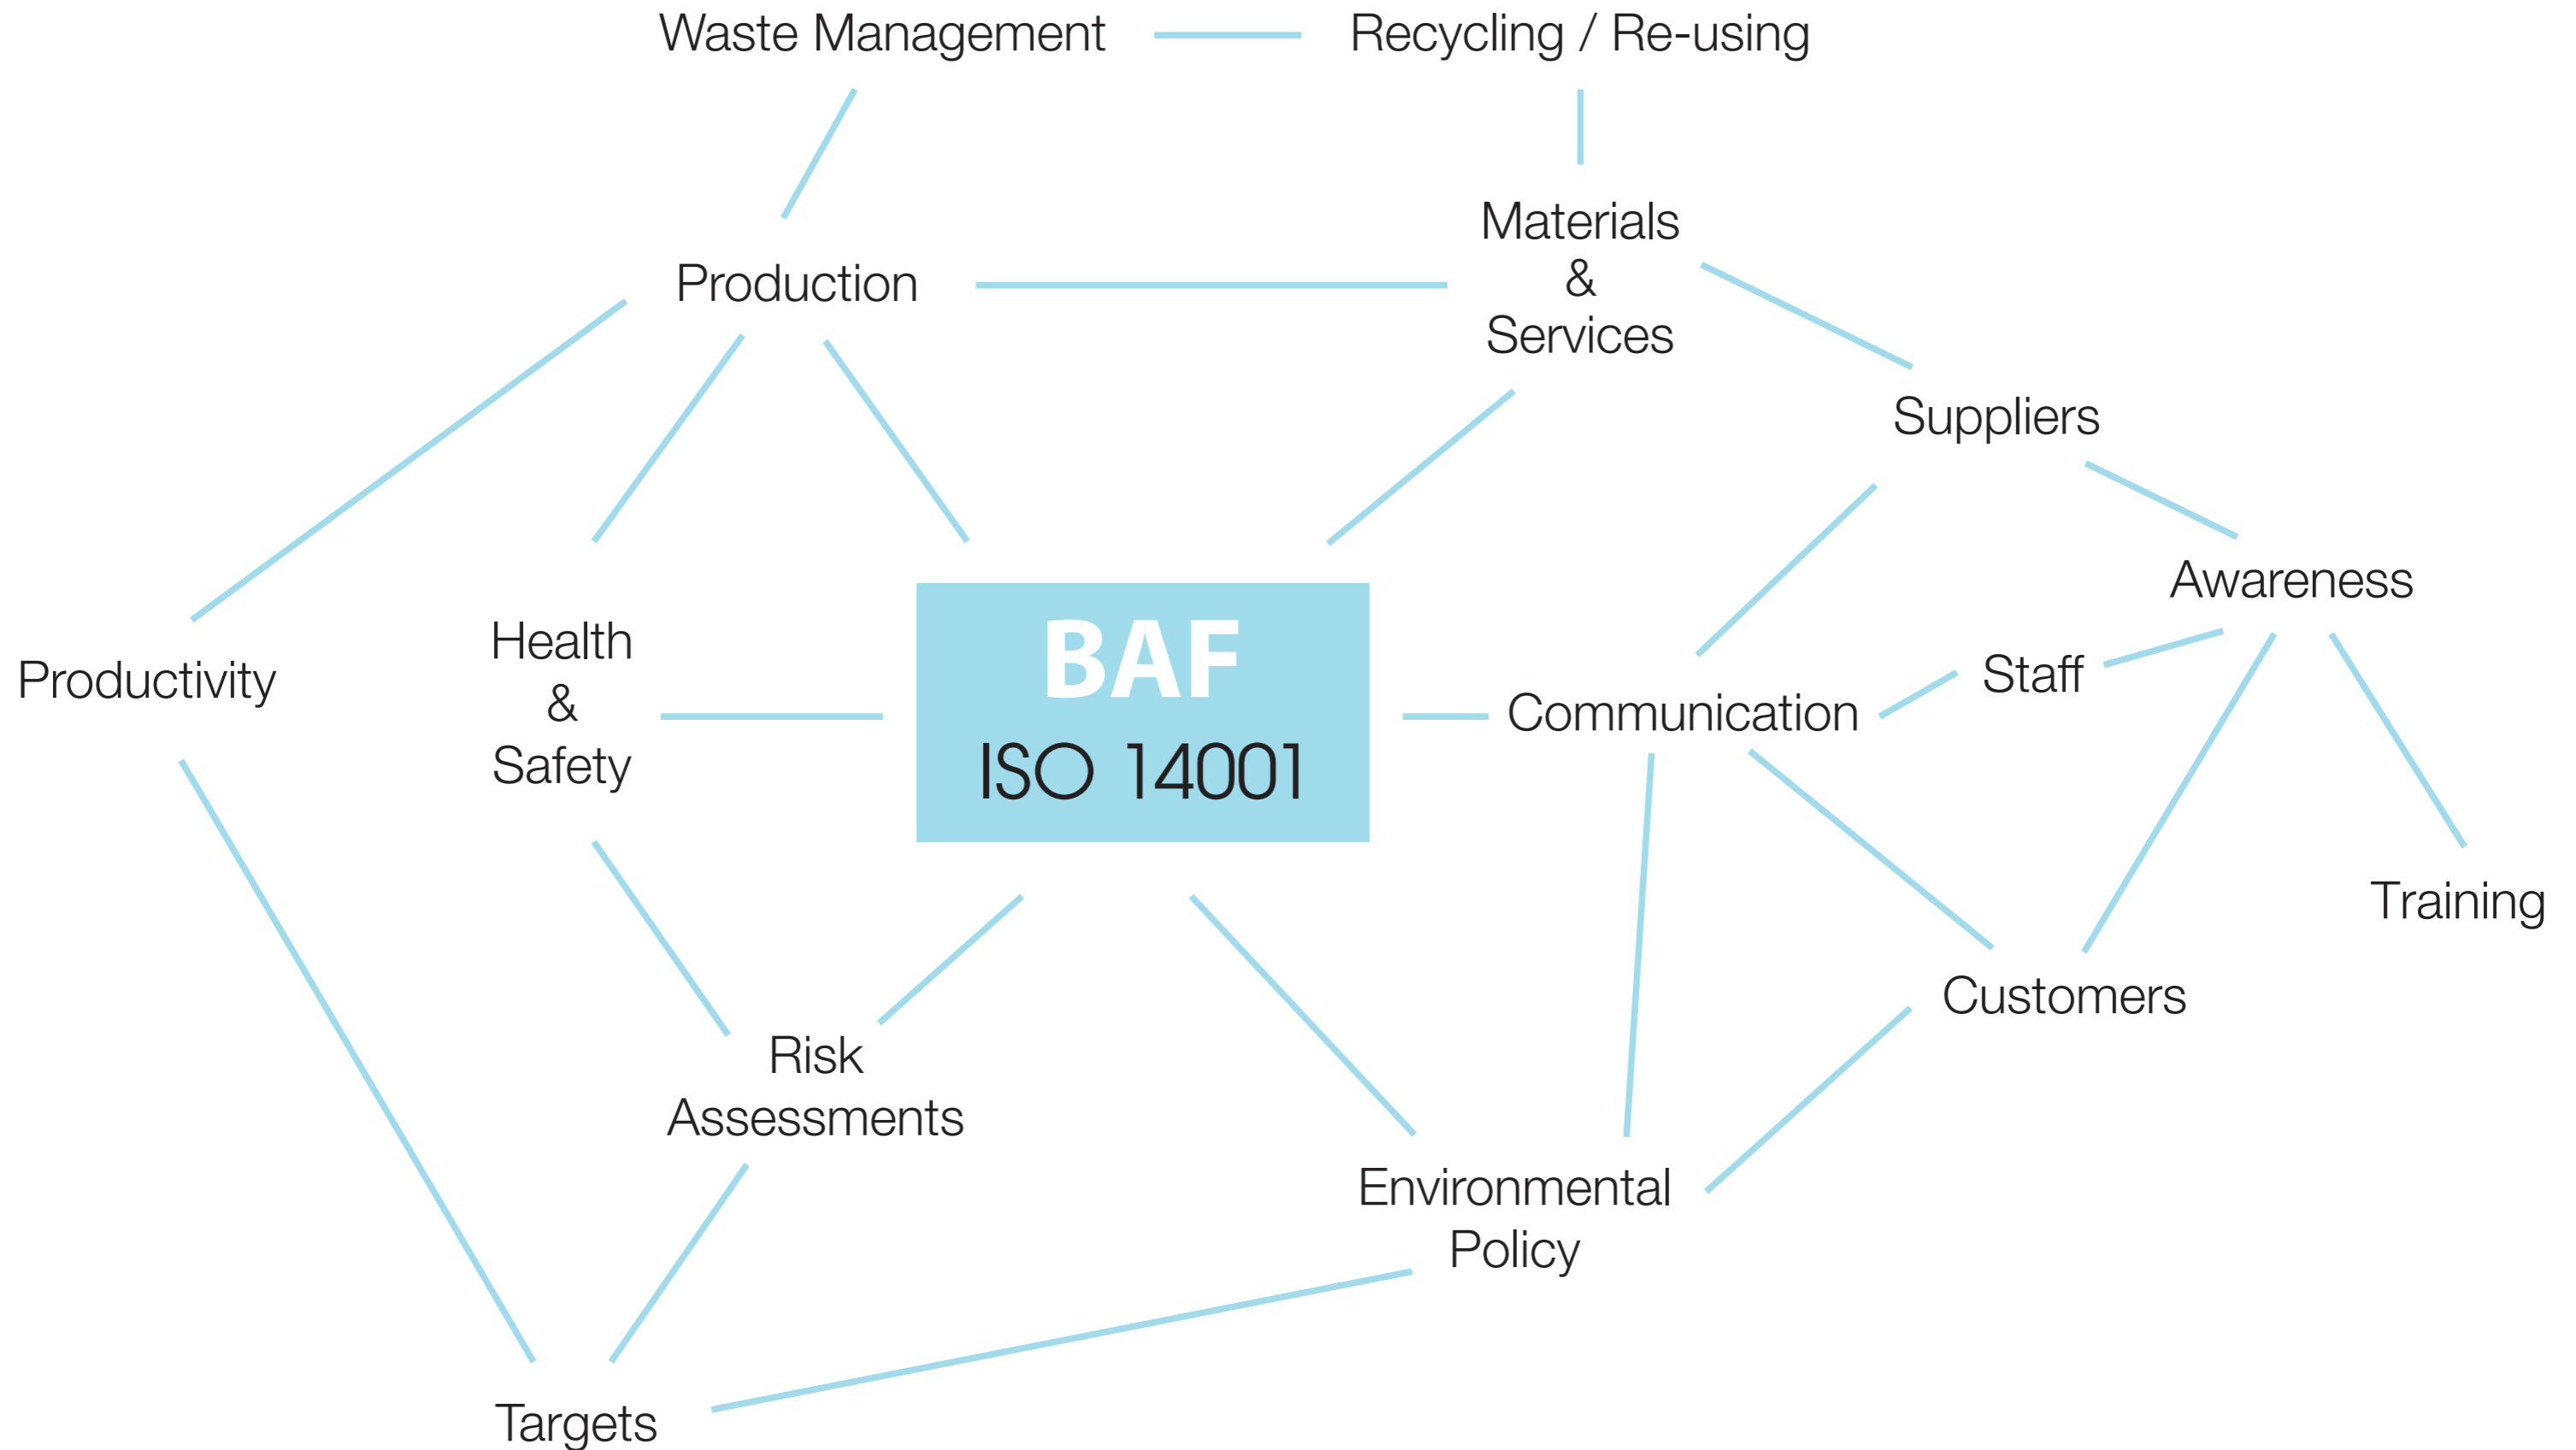 Waste Management
Recycling / Re-using
Materials
&
Services
Production
Suppliers
Awareness
Health
&
Safety
Productivity
BAF
ISO 14001
Communication
Staff
Training
Customers
Risk
Assessments
Environmental
Policy
Targets